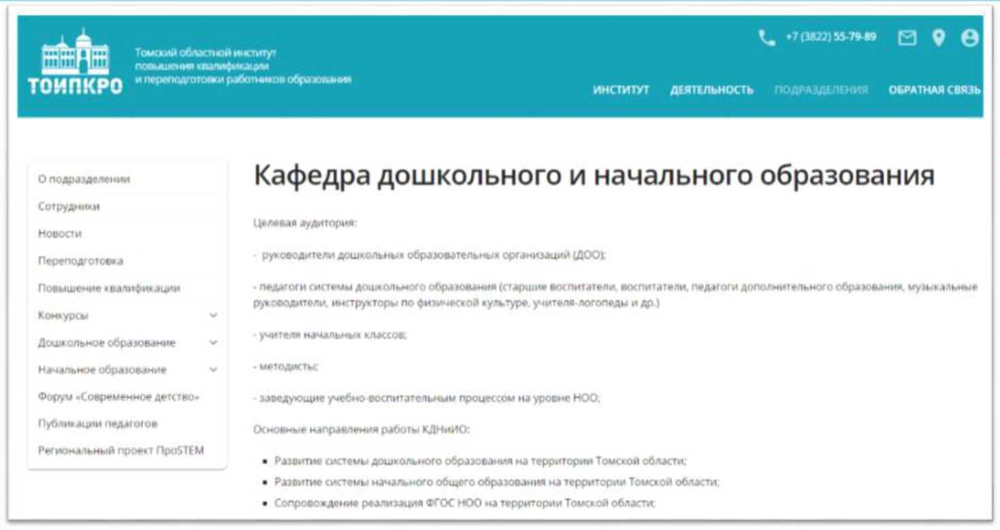 +7 (3822) 55-79-89
Томский областной институт
повышения квалификации
и переподготовки работников образования
ТОИПКРО
ИНСТИТУТ ДЕЯТЕЛЬНОСТЬ ПОДРАЗДЕЛЕНИЯ ОБРАТНАЯ СВЯЗЬ
О подразделении
Сотрудники
Новости
Переподготовка
Повышение квалификации
Конкурсы
Дошкольное образование
Начальное образование
Форум «Современное детство»
Публикации педагогов
Региональный проект ПроSTEM
Кафедра дошкольного и начального образования
Целевая аудитория:
- руководители дошкольных образовательных организаций (ДОО);
- педагоги системы дошкольного образования (старшие воспитатели, воспитатели, педагоги дополнительного образования, музыкальные
руководители, инструкторы по физической культуре, учителя-логопеды и др.)
- учителя начальных классов;
- методисты;
- заведующие учебно-воспитательным процессом на уровне НОО;
Основные направления работы КДНиИО:
▪ Развитие системы дошкольного образования на территории Томской области;
▪ Развитие системы начального общего образования на территории Томской области;
▪ Сопровождение реализация ФГОС НОО на территории Томской области;